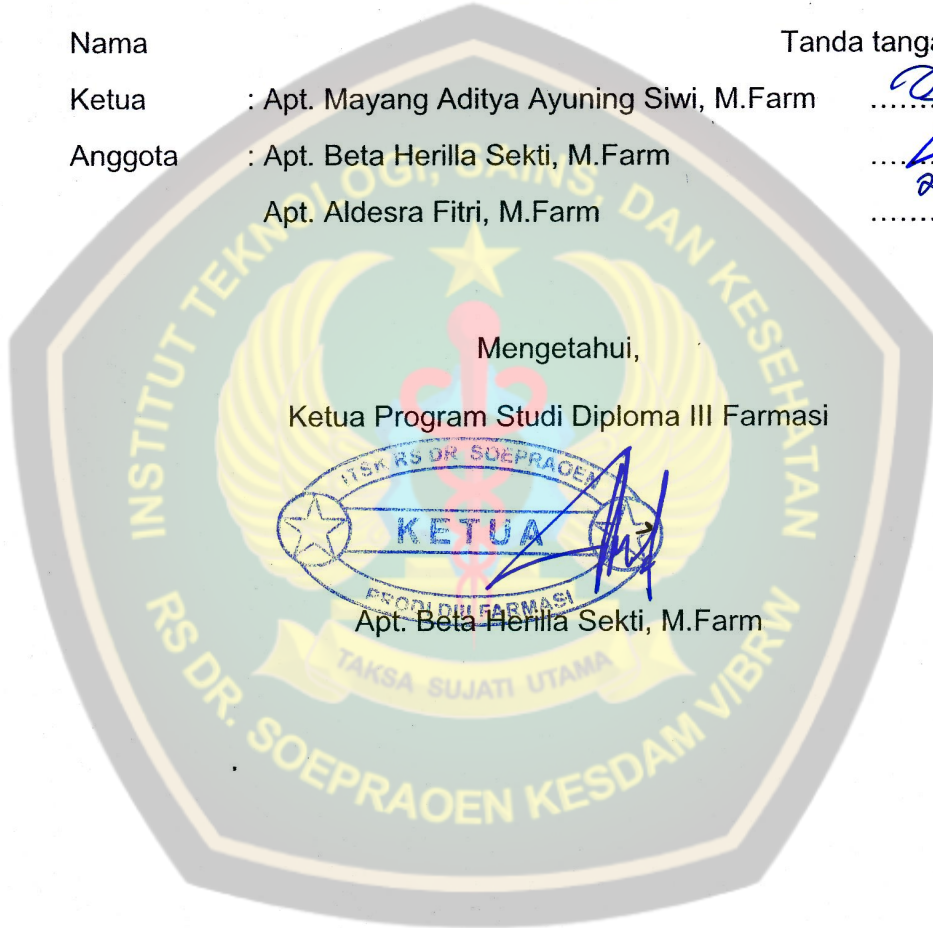 Nama Tanda tanga
Ketua : Apt. Mayang Aditya Ayuning Siwi, M.Farm
Anggota : Apt. Beta Herilla Sekti, M.Farm
Apt. Aldesra Fitri, M.Farm
Mengetahui,
Ketua Program Studi Diploma III Farmasi
ITSK RS DR SOEPRAOEN
KETUA
PRODI DIII FARMASI
Apt. Beta Herilla Sekti, M.Farm
INSTITUT TEKNOLOGI, SAINS, DAN KESEHATAN
TAKSA SUJATI UTAMA
RS DR. SOEPRAOEN KESDAM V/BRW